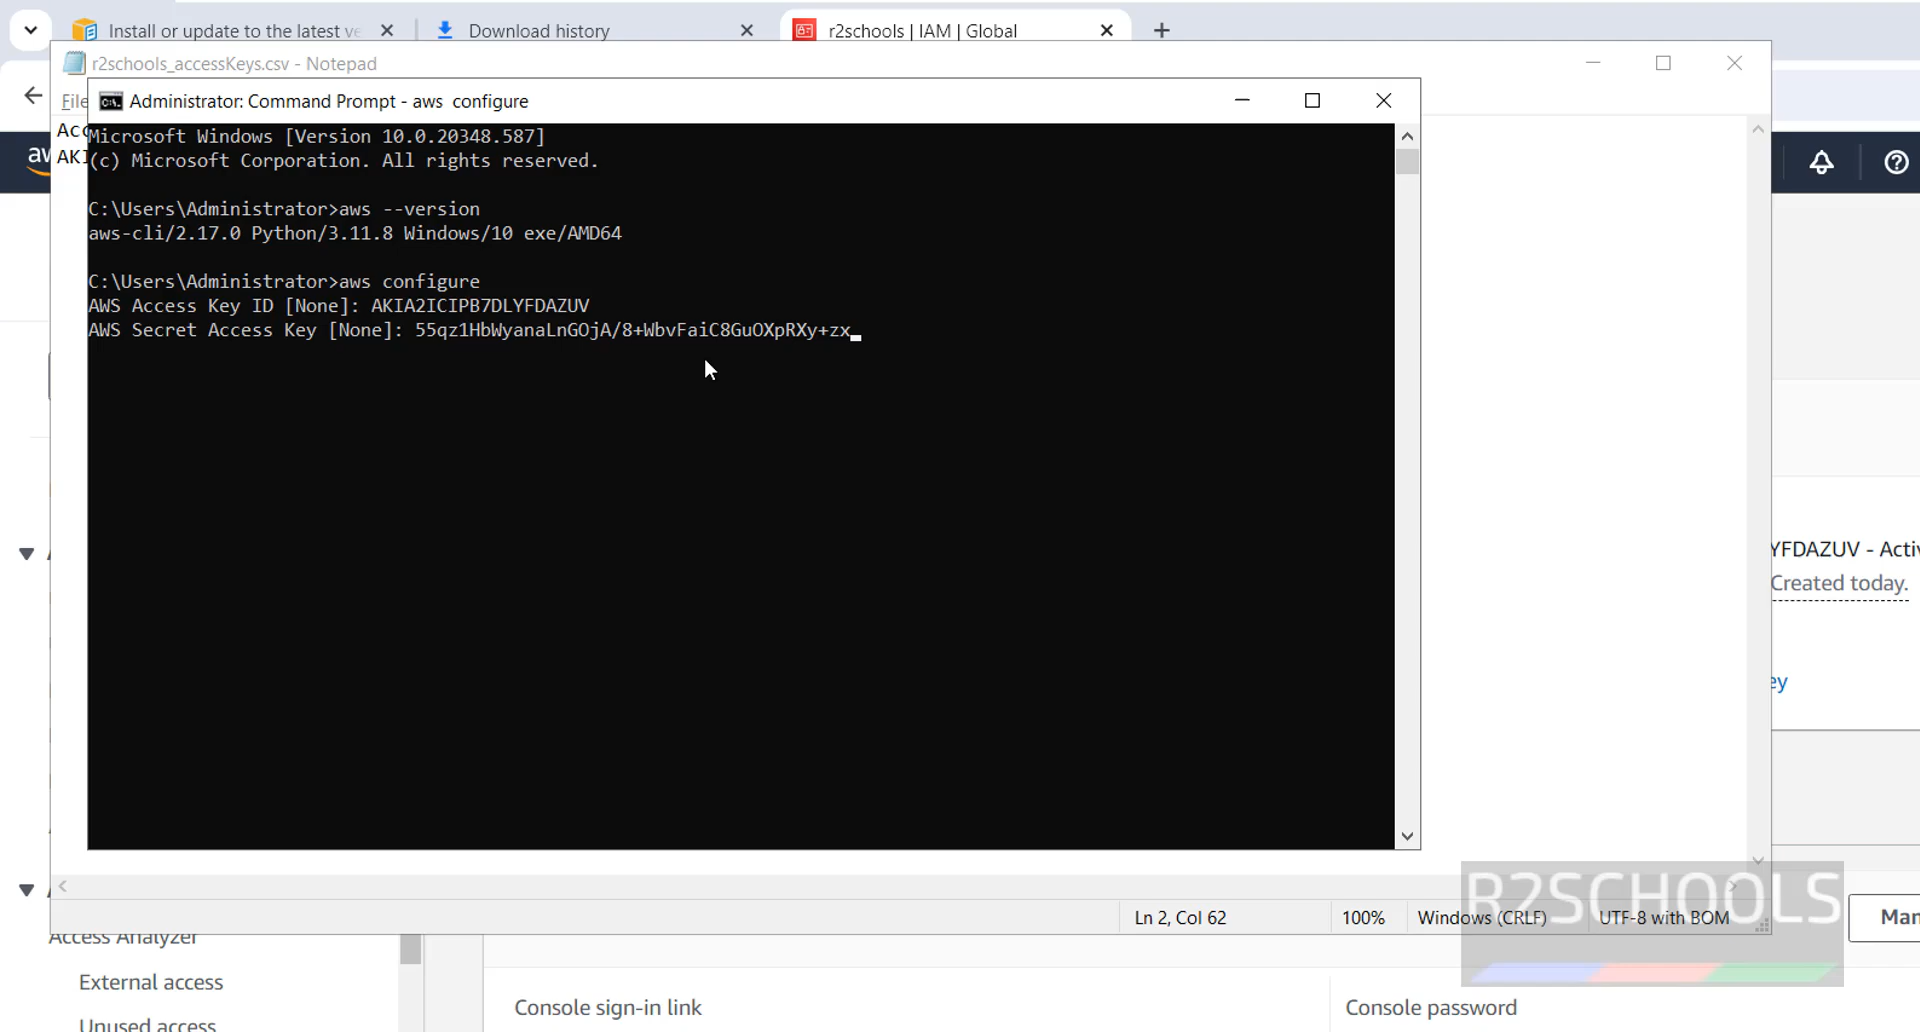 Install or update to the latest ve
Download history
r2schools | IAM | Global
r2schools_accessKeys.csv - Notepad
File
Administrator: Command Prompt - aws configure
Acc
AKI
Microsoft Windows [Version 10.0.20348.587]
(c) Microsoft Corporation. All rights reserved.
C:\Users\Administrator>aws --version
aws-cli/2.17.0 Python/3.11.8 Windows/10 exe/AMD64
C:\Users\Administrator>aws configure
AWS Access Key ID [None]: AKIA2ICIPB7DLYFDAZUV
AWS Secret Access Key [None]: 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
YFDAZUV - Activ
Created today.
ey
R2SCHOOLS
Ln 2, Col 62
100%
Windows (CRLF)
UTF-8 with BOM
Man
Access Analyzer
External access
Unused access
Console sign-in link
Console password